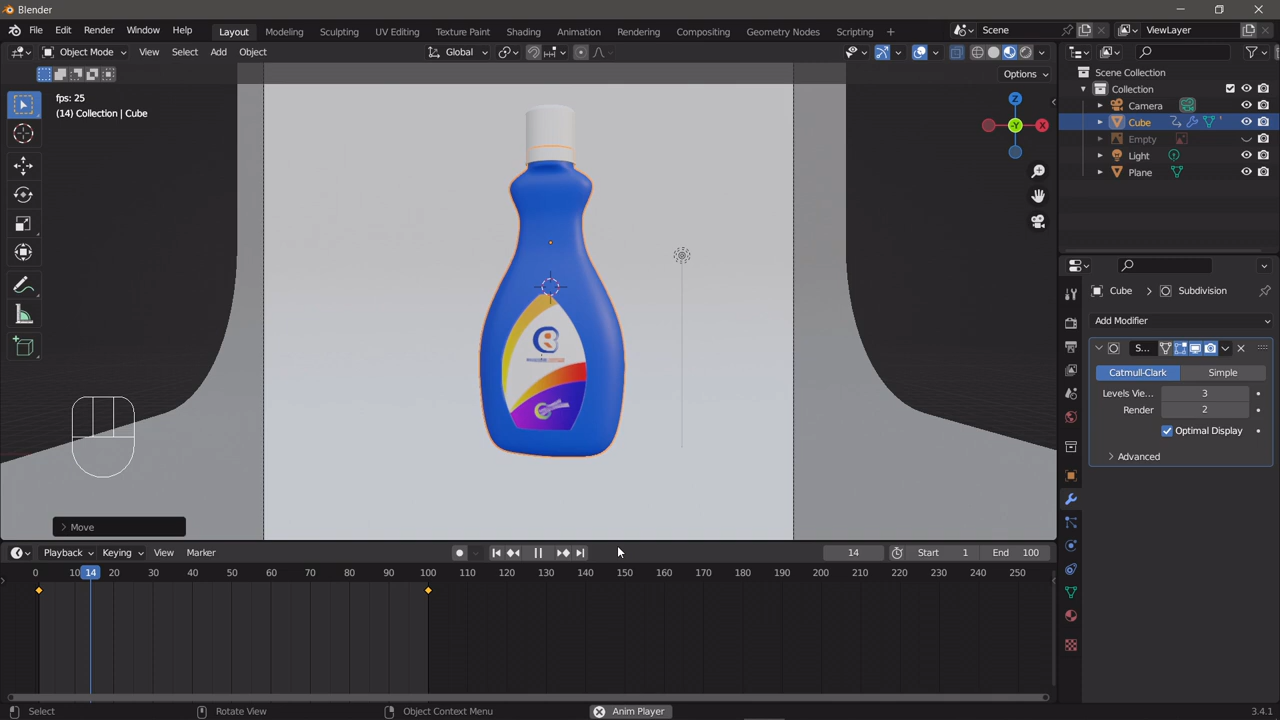 Blender
File Edit Render Window Help Layout Modeling Sculpting UV Editing Texture Paint Shading Animation Rendering Compositing Geometry Nodes Scripting + Scene ViewLayer
Object Mode View Select Add Object Global
Options
fps: 25
(14) Collection | Cube
Z
-Y
X
Scene Collection
Collection
Camera
Cube
Empty
Light
Plane
Cube > Subdivision
Add Modifier
S...
Catmull-Clark Simple
Levels Vie... 3
Render 2
Optimal Display
Advanced
Move
Playback Keying View Marker 14 Start 1 End 100
0 10 14 20 30 40 50 60 70 80 90 100 110 120 130 140 150 160 170 180 190 200 210 220 230 240 250
Select Rotate View Object Context Menu Anim Player 3.4.1